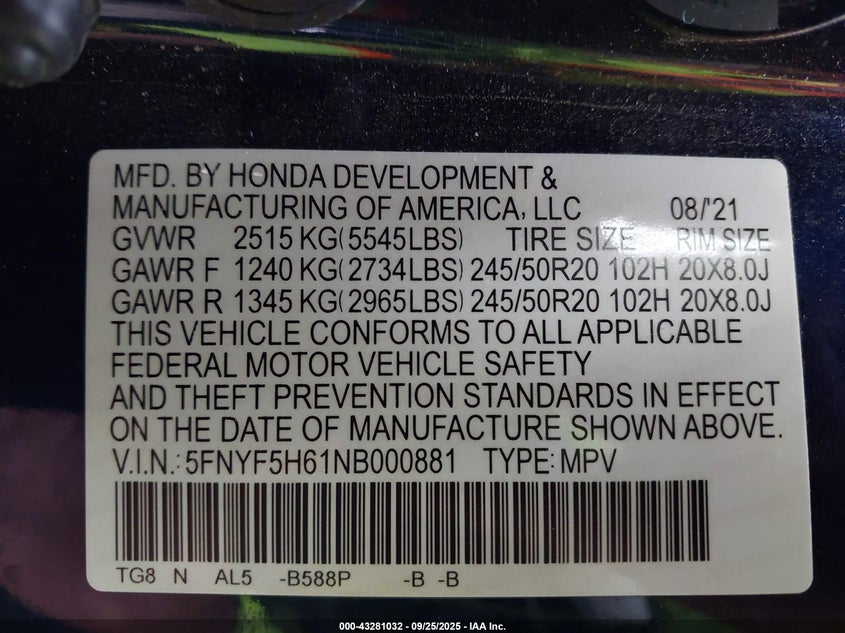 MFD. BY HONDA DEVELOPMENT &
MANUFACTURING OF AMERICA, LLC 08/'21
GVWR 2515 KG(5545LBS) TIRE SIZE RIM SIZE
GAWR F 1240 KG(2734LBS) 245/50R20 102H 20X8.0J
GAWR R 1345 KG(2965LBS) 245/50R20 102H 20X8.0J
THIS VEHICLE CONFORMS TO ALL APPLICABLE
FEDERAL MOTOR VEHICLE SAFETY
AND THEFT PREVENTION STANDARDS IN EFFECT
ON THE DATE OF MANUFACTURE SHOWN ABOVE.
V.I.N.: 5FNYF5H61NB000881 TYPE: MPV
TG8 N AL5 -B588P -B -B
000-43281032 - 09/25/2025 - IAA Inc.